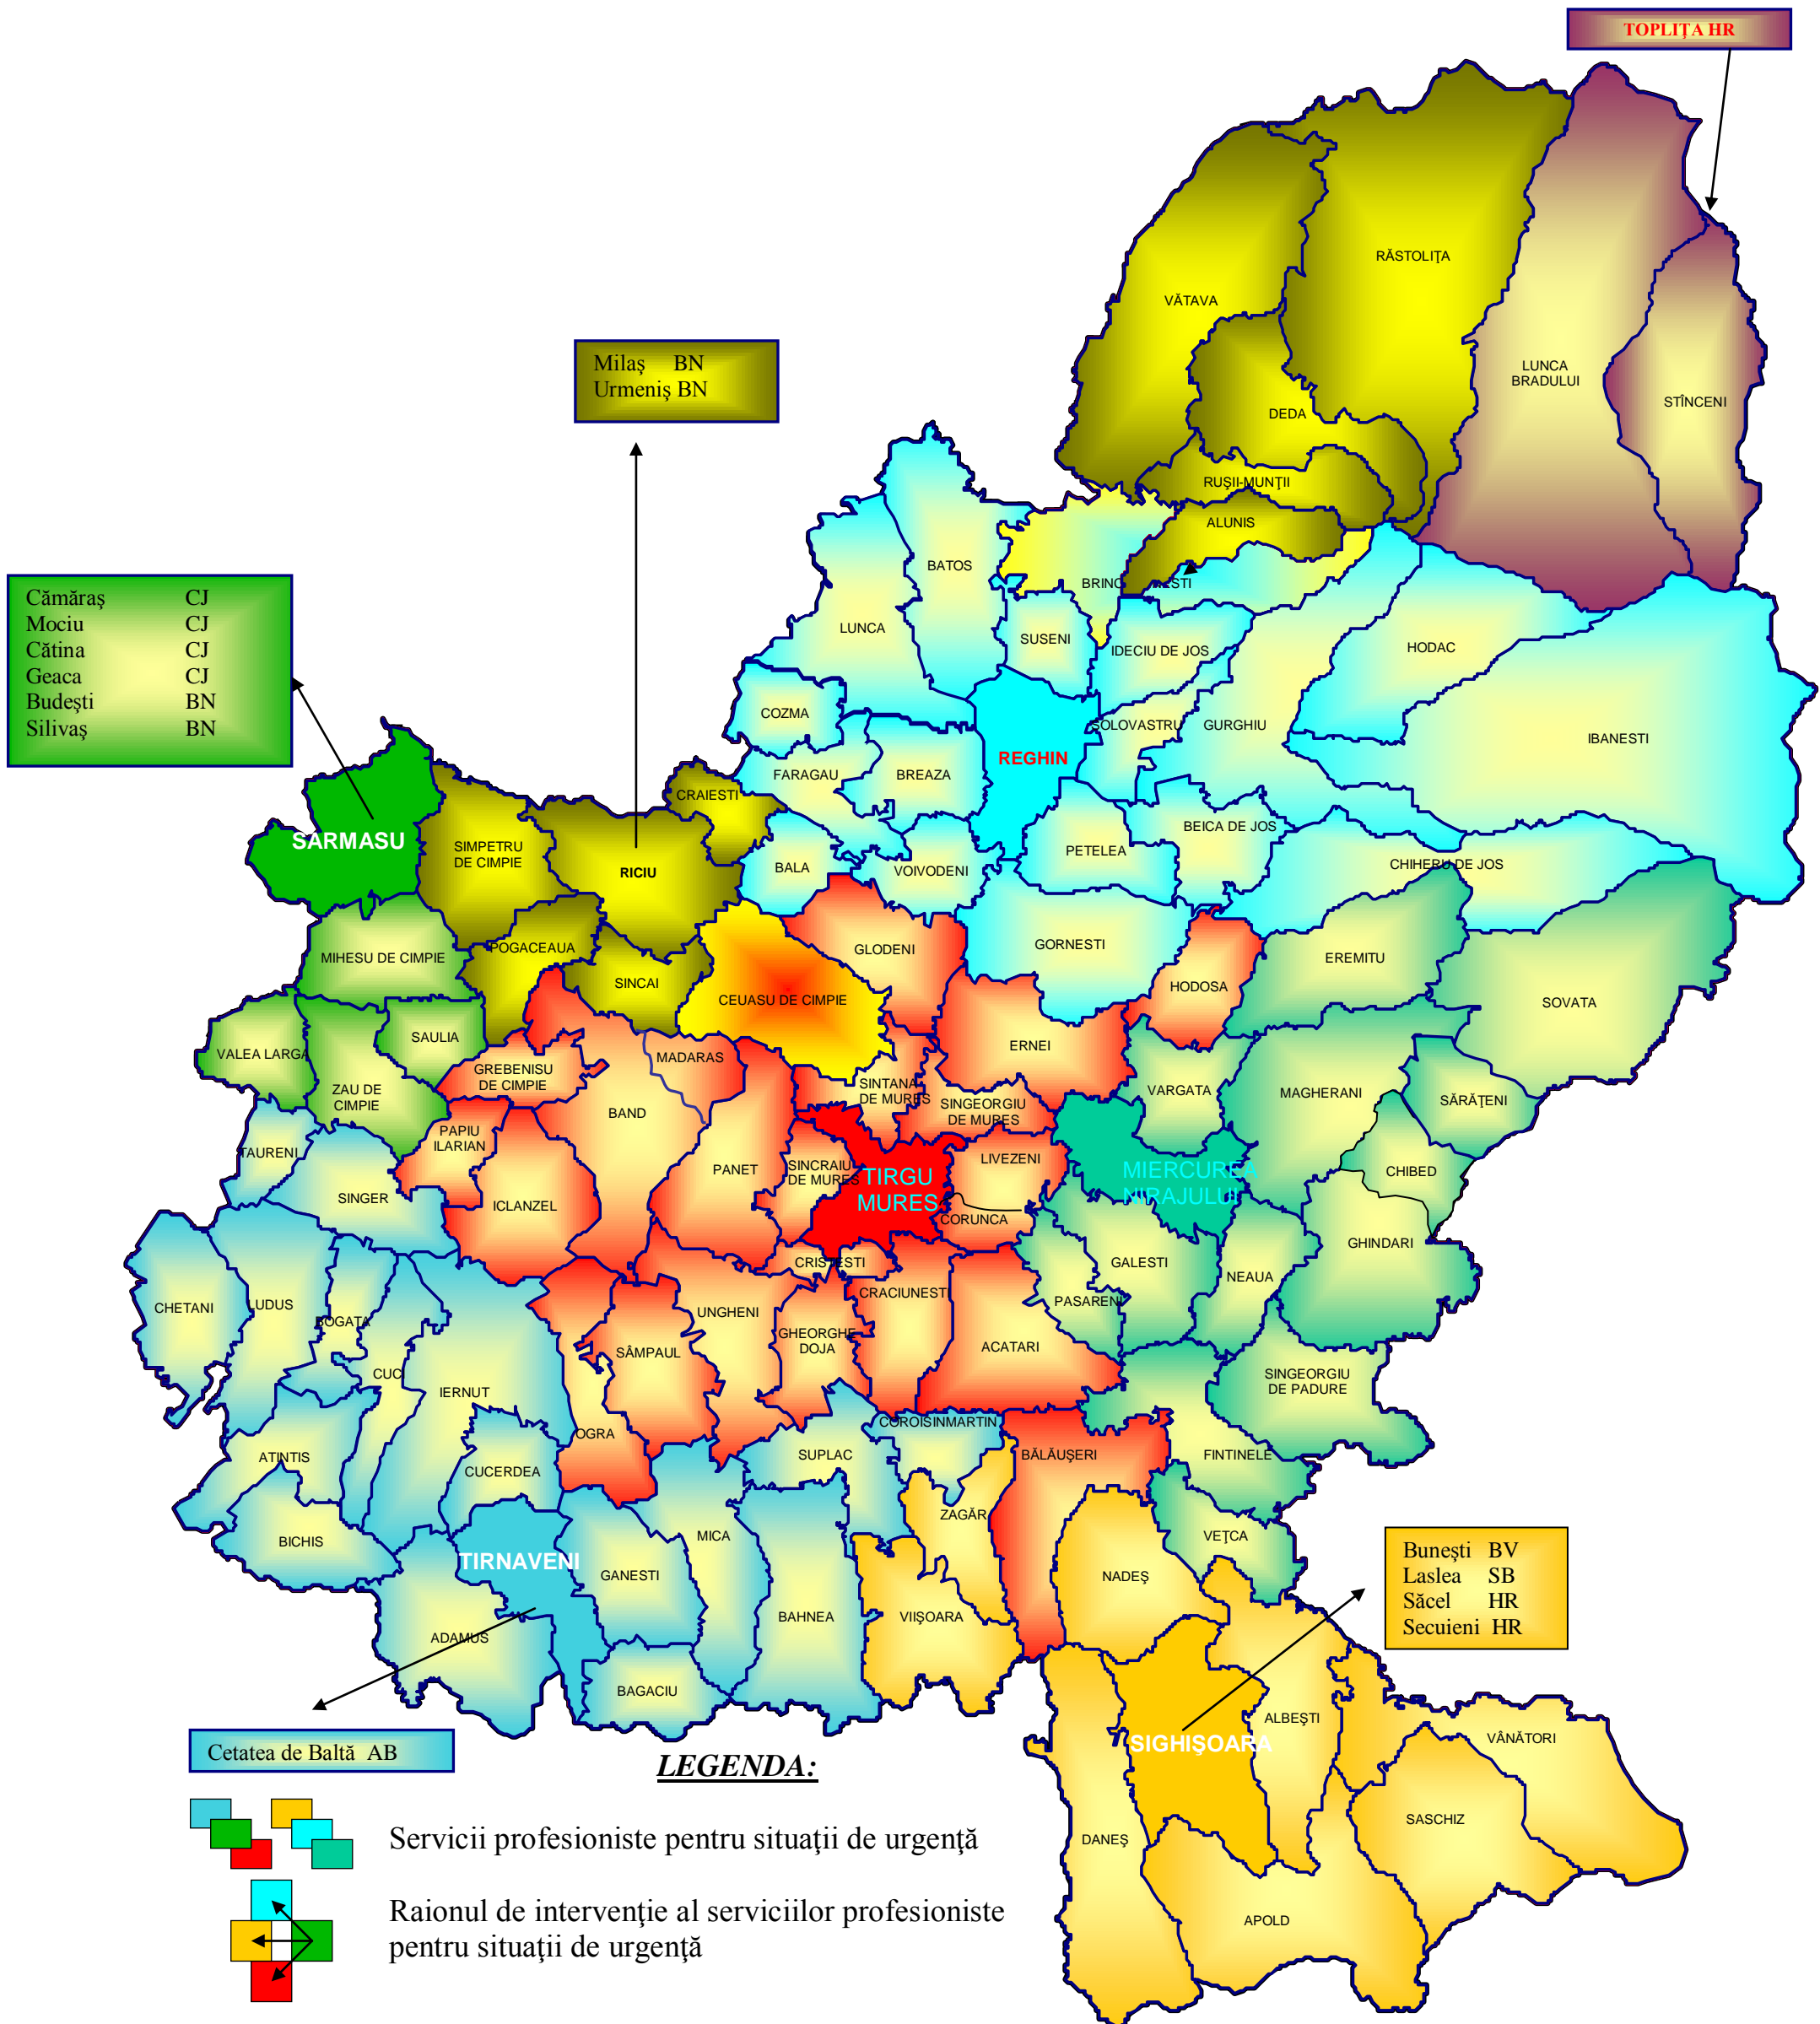 TOPLIŢA HR
RĂSTOLIŢA
VĂTAVA
LUNCA
BRADULUI
STÎNCENI
Milaş BN
Urmeniş BN
DEDA
RUŞII-MUNŢII
ALUNIS
BATOS
BRINC ESTI
LUNCA
SUSENI
IDECIU DE JOS
HODAC
Cămăraş CJ
Mociu CJ
Cătina CJ
Geaca CJ
Budeşti BN
Silivaş BN
COZMA
SOLOVASTRU
GURGHIU
IBANESTI
REGHIN
FARAGAU
BREAZA
CRAIESTI
SARMASU
SIMPETRU
DE CIMPIE
RICIU
BALA
VOIVODENI
PETELEA
BEICA DE JOS
CHIHERU DE JOS
MIHESU DE CIMPIE
POGACEAUA
SINCAI
GLODENI
GORNESTI
EREMITU
CEUASU DE CIMPIE
HODOSA
SOVATA
VALEA LARGA
SAULIA
ERNEI
GREBENISU
DE CIMPIE
MADARAS
ZAU DE
CIMPIE
BAND
SINTANA
DE MURES
SINGEORGIU
DE MURES
VARGATA
MAGHERANI
SĂRĂŢENI
TAURENI
PAPIU
ILARIAN
PANET
SINCRAIU
DE MURES
TIRGU
MURES
LIVEZENI
MIERCUREA
NIRAJULUI
CHIBED
SINGER
ICLANZEL
CORUNCA
GHINDARI
CRISTESTI
GALESTI
NEAUA
CHETANI
LUDUS
BOGATA
UNGHENI
CRACIUNESTI
PASARENI
GHEORGHE
DOJA
CUC
SÂMPAUL
ACATARI
IERNUT
SINGEORGIU
DE PADURE
OGRA
COROISINMARTIN
ATINTIS
CUCERDEA
SUPLAC
BĂLĂUŞERI
FINTINELE
ZAGĂR
BICHIS
MICA
VEŢCA
TIRNAVENI
GANESTI
NADEŞ
Buneşti BV
Laslea SB
Săcel HR
Secuieni HR
BAHNEA
VIIŞOARA
ADAMUS
BAGACIU
ALBEŞTI
SIGHIŞOARA
VÂNĂTORI
Cetatea de Baltă AB
LEGENDA:
SASCHIZ
DANEŞ
Servicii profesioniste pentru situaţii de urgenţă
APOLD
Raionul de intervenţie al serviciilor profesioniste
pentru situaţii de urgenţă